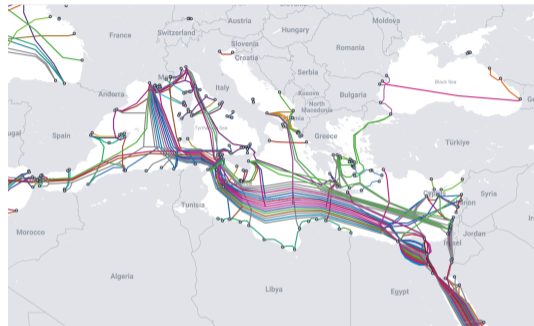 Moldova
Austria
France
Switzerland
Hungary
Slovenia
Romania
Croatia
Serbia
Black Sea
Andorra
Italy
Kosovo
Bulgaria
North
Macedonia
Spain
Greece
Türkiye
Syria
Tunisia
Jordan
Israel
Morocco
Algeria
Libya
Egypt